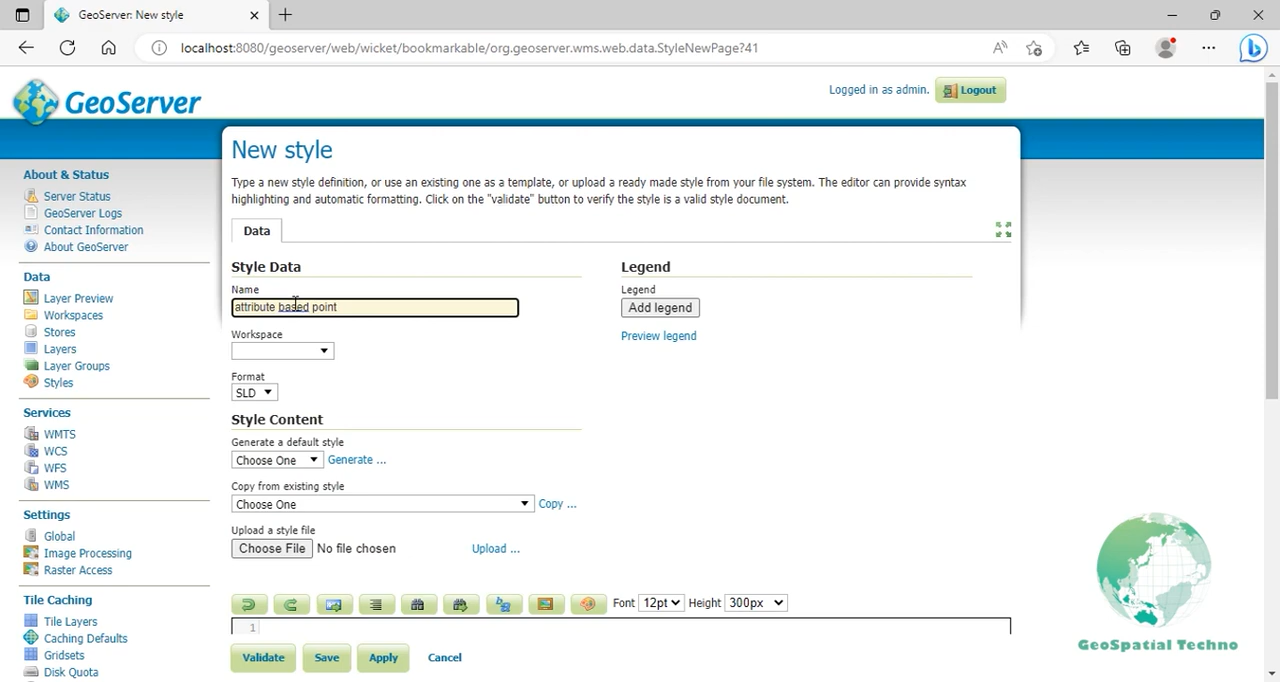 GeoServer: New style
localhost:8080/geoserver/web/wicket/bookmarkable/org.geoserver.wms.web.data.StyleNewPage?41
GeoServer
Logged in as admin.
Logout
About & Status
Server Status
GeoServer Logs
Contact Information
About GeoServer
Data
Layer Preview
Workspaces
Stores
Layers
Layer Groups
Styles
Services
WMTS
WCS
WFS
WMS
Settings
Global
Image Processing
Raster Access
Tile Caching
Tile Layers
Caching Defaults
Gridsets
Disk Quota
New style
Type a new style definition, or use an existing one as a template, or upload a ready made style from your file system. The editor can provide syntax
highlighting and automatic formatting. Click on the "validate" button to verify the style is a valid style document.
Data
Style Data
Name
attribute based point
Workspace
Format
SLD
Style Content
Generate a default style
Choose One
Generate ...
Copy from existing style
Choose One
Copy ...
Upload a style file
Choose File No file chosen
Upload ...
Legend
Legend
Add legend
Preview legend
Font 12pt Height 300px
1
Validate
Save
Apply
Cancel
GeoSpatial Techno